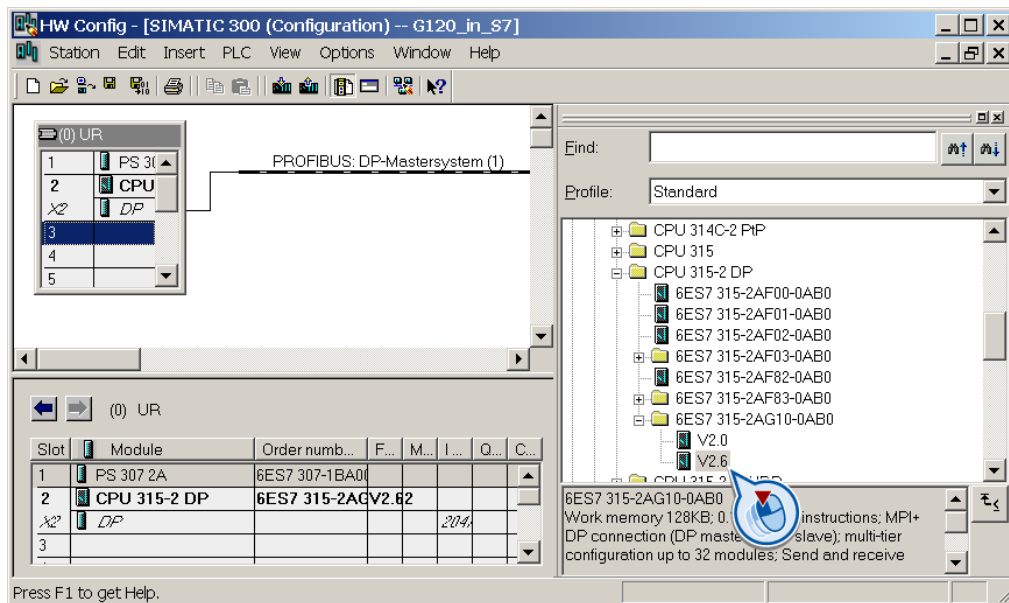 HW Config - [SIMATIC 300 (Configuration) -- G120_in_S7]
Station Edit Insert PLC View Options Window Help
(0) UR
1 PS 30
2 CPU
X2 DP
3
4
5
PROFIBUS: DP-Mastersystem (1)
Find:
Profile: Standard
CPU 314C-2 PtP
CPU 315
CPU 315-2 DP
6ES7 315-2AF00-0AB0
6ES7 315-2AF01-0AB0
6ES7 315-2AF02-0AB0
6ES7 315-2AF03-0AB0
6ES7 315-2AF82-0AB0
6ES7 315-2AF83-0AB0
6ES7 315-2AG10-0AB0
V2.0
V2.6
(0) UR
Slot Module Order numb... F... M... I... Q... C...
1 PS 307 2A 6ES7 307-1BA00
2 CPU 315-2 DP 6ES7 315-2AG V2.6 2
X2 DP 204
3
6ES7 315-2AG10-0AB0
Work memory 128KB; 0. instructions; MPI+
DP connection (DP maste slave); multi-tier
configuration up to 32 modules; Send and receive
Press F1 to get Help.